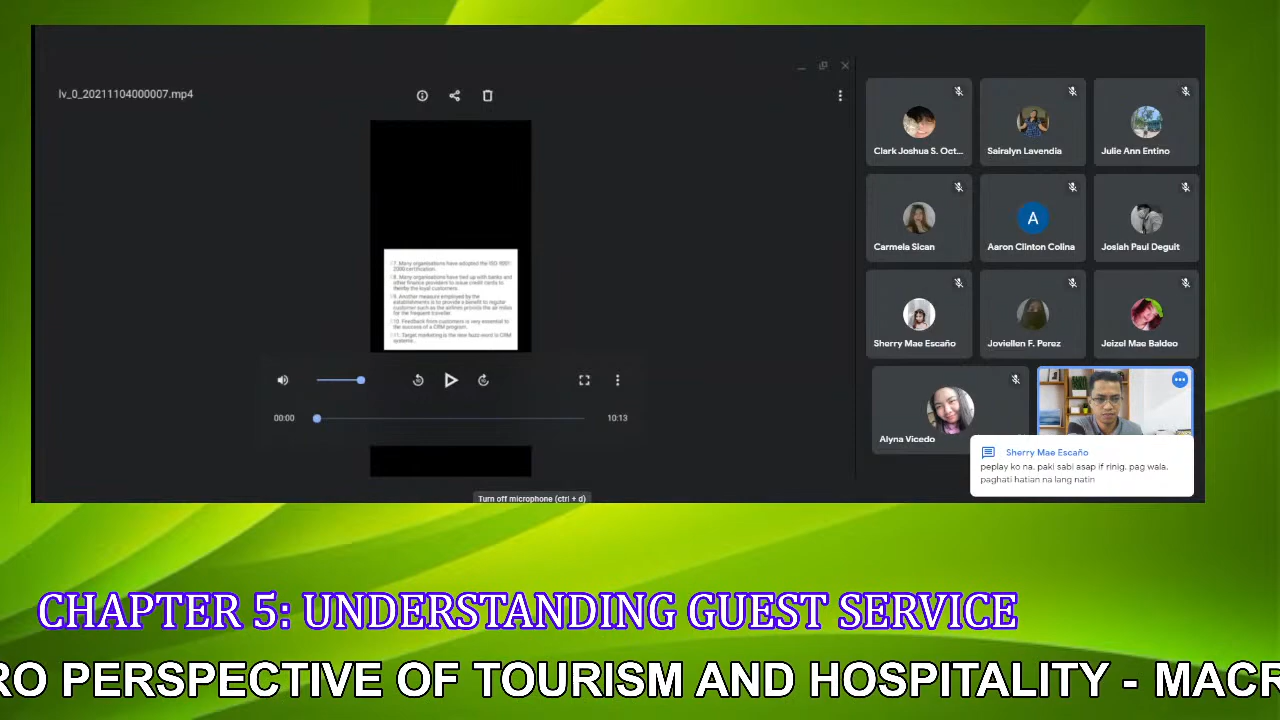 lv_0_20211104000007.mp4
7. Many organisations have adopted the ISO 9001-
2000 certification.
8. Many organisations have tied up with banks and
other finance providers to issue credit cards to
thereby the loyal customers.
9. Another measure employed by the
establishments is to provide a benefit to regular
customer such as the airlines provide the air miles
for the frequent traveller.
10. Feedback from customers is very essential to
the success of a CRM program.
11. Target marketing is the new buzz-word in CRM
systems.
00:00
10:13
Turn off microphone (ctrl + d)
Clark Joshua S. Oct...
Sairalyn Lavendia
Julie Ann Entino
Carmela Sican
A
Aaron Clinton Colina
Josiah Paul Deguit
Sherry Mae Escaño
Joviellen F. Perez
Jeizel Mae Baldeo
Alyna Vicedo
Sherry Mae Escaño
peplay ko na. paki sabi asap if rinig. pag wala.
paghati hatian na lang natin
CHAPTER 5: UNDERSTANDING GUEST SERVICE
RO PERSPECTIVE OF TOURISM AND HOSPITALITY - MACR